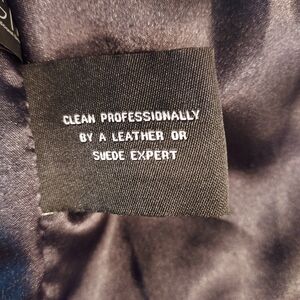 CLEAN PROFESSIONALLY
BY A LEATHER OR
SUEDE EXPERT